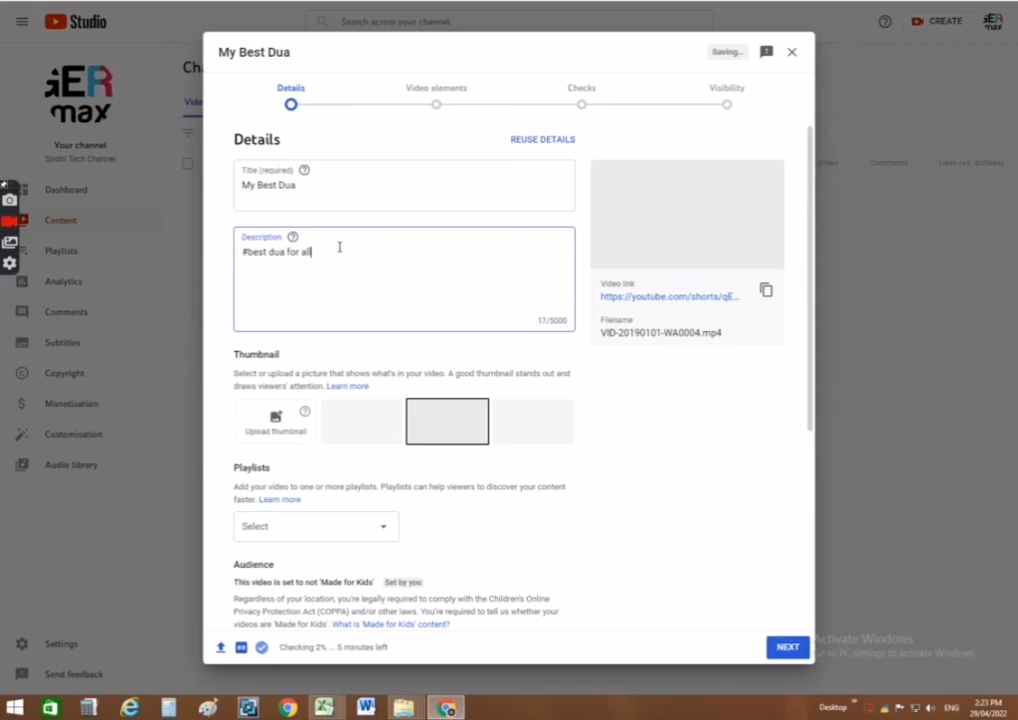 Studio
Search across your channel
CREATE
iER
max
My Best Dua
Saving...
Details
Video elements
Checks
Visibility
iER
max
Your channel
Sindhi Tech Channel
Dashboard
Content
Playlists
Analytics
Comments
Subtitles
Copyright
Monetisation
Customisation
Audio library
Settings
Send feedback
Details
REUSE DETAILS
Title (required)
My Best Dua
Description
#best dua for all
17/5000
Video link
https://youtube.com/shorts/qE...
Filename
VID-20190101-WA0004.mp4
Thumbnail
Select or upload a picture that shows what's in your video. A good thumbnail stands out and
draws viewers' attention. Learn more
Upload thumbnail
Playlists
Add your video to one or more playlists. Playlists can help viewers to discover your content
faster. Learn more
Select
Audience
This video is set to not 'Made for Kids' Set by you
Regardless of your location, you're legally required to comply with the Children's Online
Privacy Protection Act (COPPA) and/or other laws. You're required to tell us whether your
videos are 'Made for Kids'. What is 'Made for Kids' content?
Checking 2% ... 5 minutes left
NEXT
Comments
Likes (vs. dislikes)
Activate Windows
Go to PC settings to activate Windows.
Desktop
ENG
2:23 PM
29/04/2022